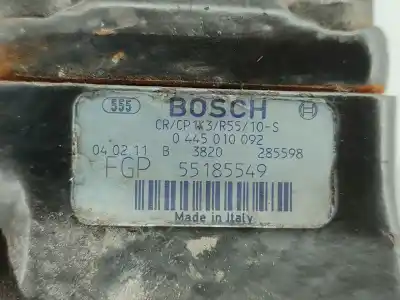 555 BOSCH
CR/CP1K3/R55/10-S
0 445 010 092
04 02 11 B 3820 285598
FGP 55185549
Made in Italy